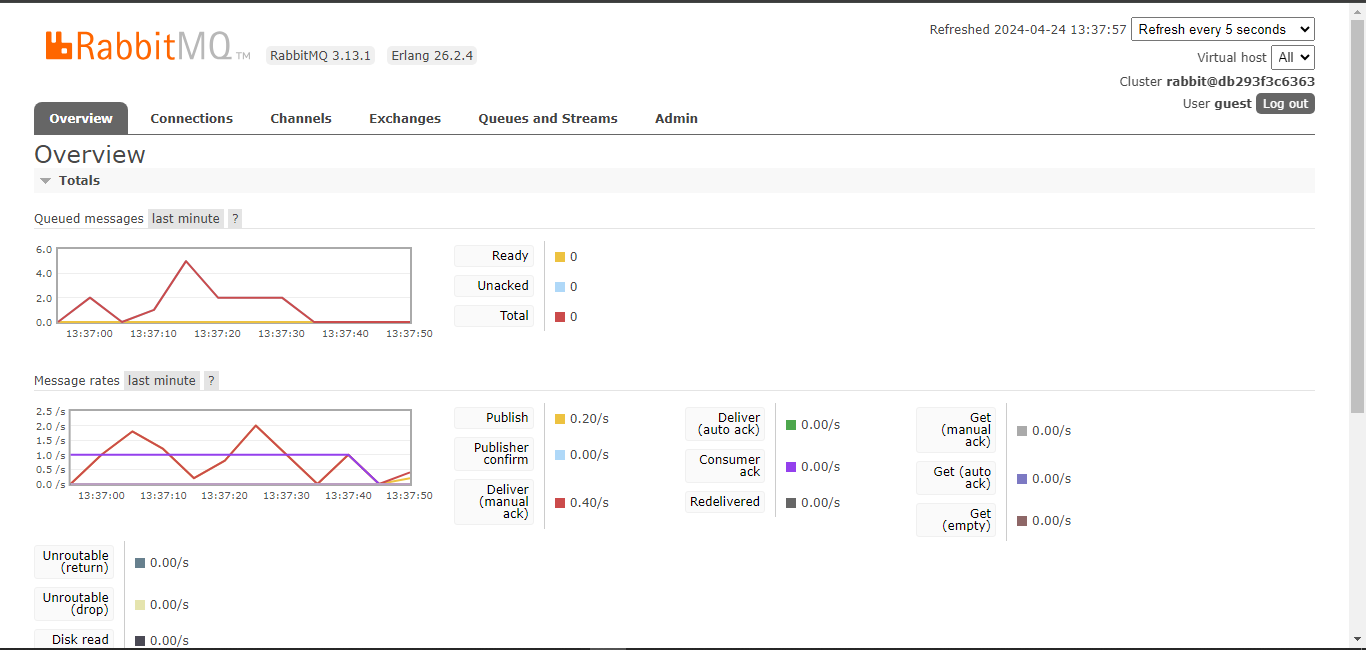 RabbitMQ TM
RabbitMQ 3.13.1
Erlang 26.2.4
Refreshed 2024-04-24 13:37:57
Refresh every 5 seconds
Virtual host
All
Cluster rabbit@db293f3c6363
User guest
Log out
Overview
Connections
Channels
Exchanges
Queues and Streams
Admin
Overview
Totals
Queued messages last minute ?
6.0
4.0
2.0
0.0
13:37:00 13:37:10 13:37:20 13:37:30 13:37:40 13:37:50
Ready 0
Unacked 0
Total 0
Message rates last minute ?
2.5 /s
2.0 /s
1.5 /s
1.0 /s
0.5 /s
0.0 /s
13:37:00 13:37:10 13:37:20 13:37:30 13:37:40 13:37:50
Publish 0.20/s
Publisher
confirm 0.00/s
Deliver
(manual
ack) 0.40/s
Deliver
(auto ack) 0.00/s
Consumer
ack 0.00/s
Redelivered 0.00/s
Get
(manual
ack) 0.00/s
Get (auto
ack) 0.00/s
Get
(empty) 0.00/s
Unroutable
(return) 0.00/s
Unroutable
(drop) 0.00/s
Disk read 0.00/s